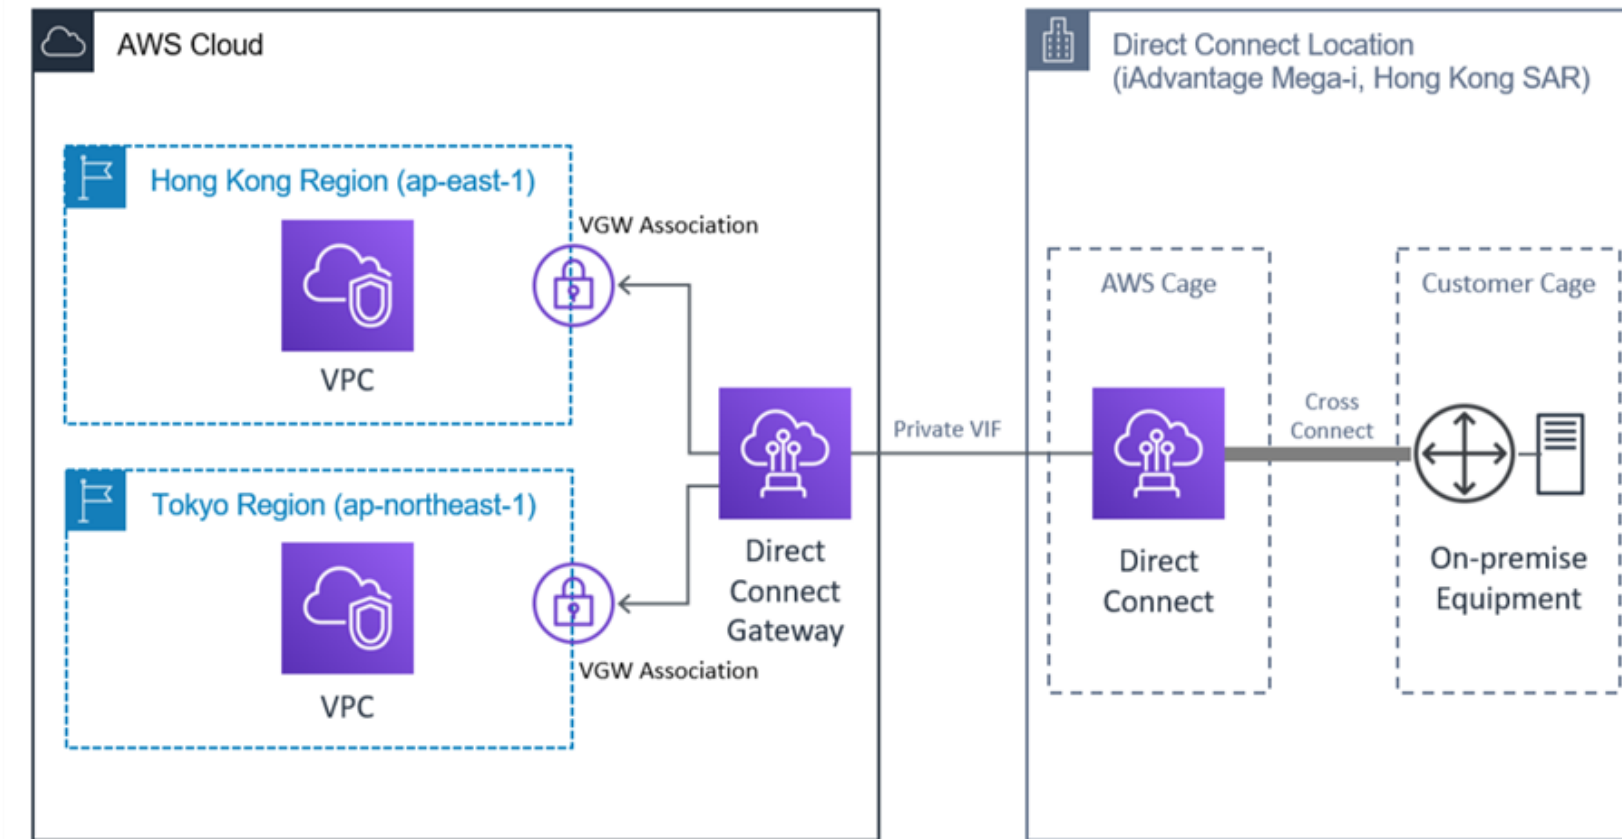 AWS Cloud
Hong Kong Region (ap-east-1)
VGW Association
VPC
Tokyo Region (ap-northeast-1)
VGW Association
VPC
Direct
Connect
Gateway
Private VIF
Direct Connect Location
(iAdvantage Mega-i, Hong Kong SAR)
AWS Cage
Direct
Connect
Cross
Connect
Customer Cage
On-premise
Equipment